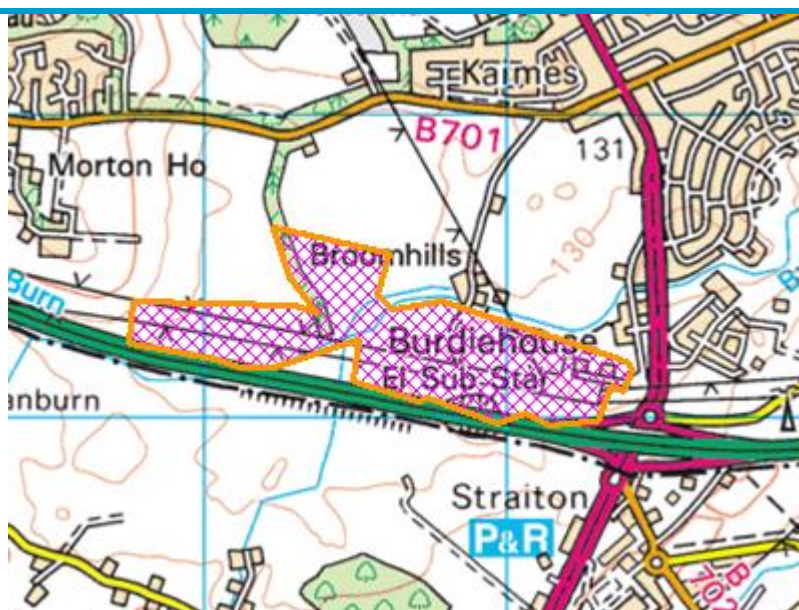 Kaimes
B701
131
Morton Ho
Broomhills
130
Burn
Burdiehouse
El Sub Sta
anburn
Straiton
P&R